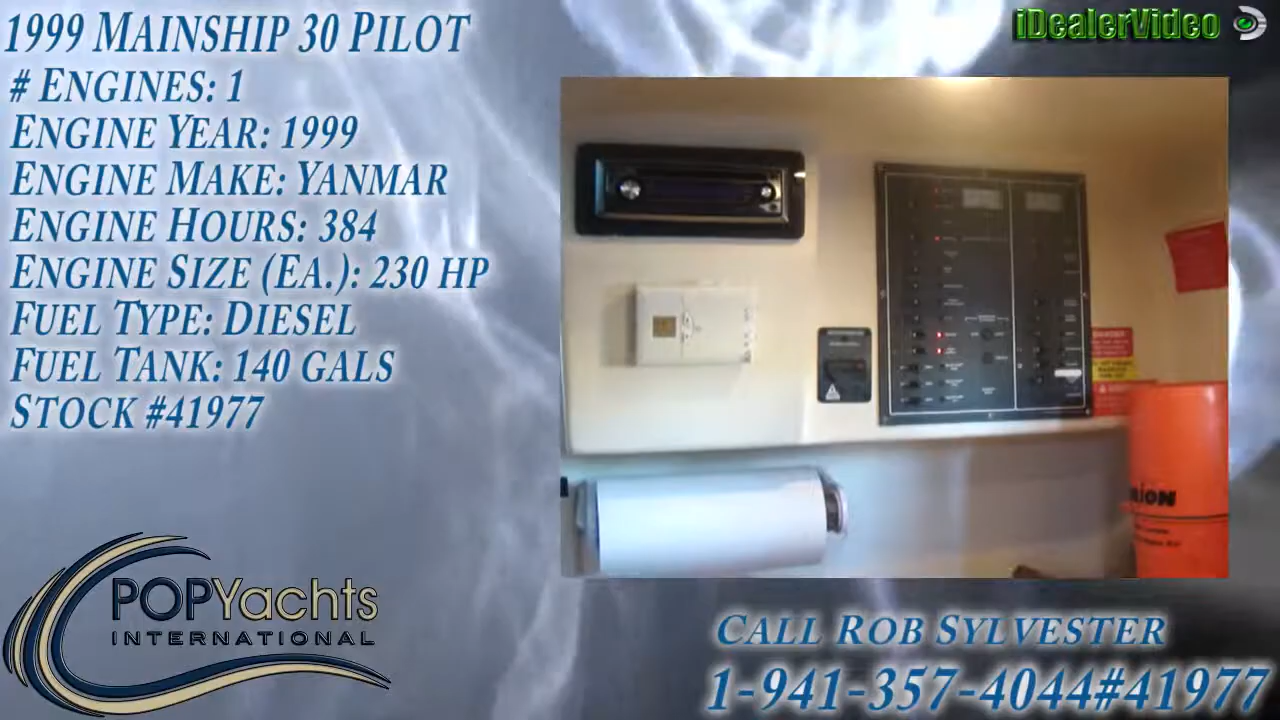 1999 MAINSHIP 30 PILOT
# ENGINES: 1
ENGINE YEAR: 1999
ENGINE MAKE: YANMAR
ENGINE HOURS: 384
ENGINE SIZE (EA.): 230 HP
FUEL TYPE: DIESEL
FUEL TANK: 140 GALS
STOCK #41977
iDealerVideo
DANGER
POPYachts
INTERNATIONAL
CALL ROB SYLVESTER
1-941-357-4044#41977